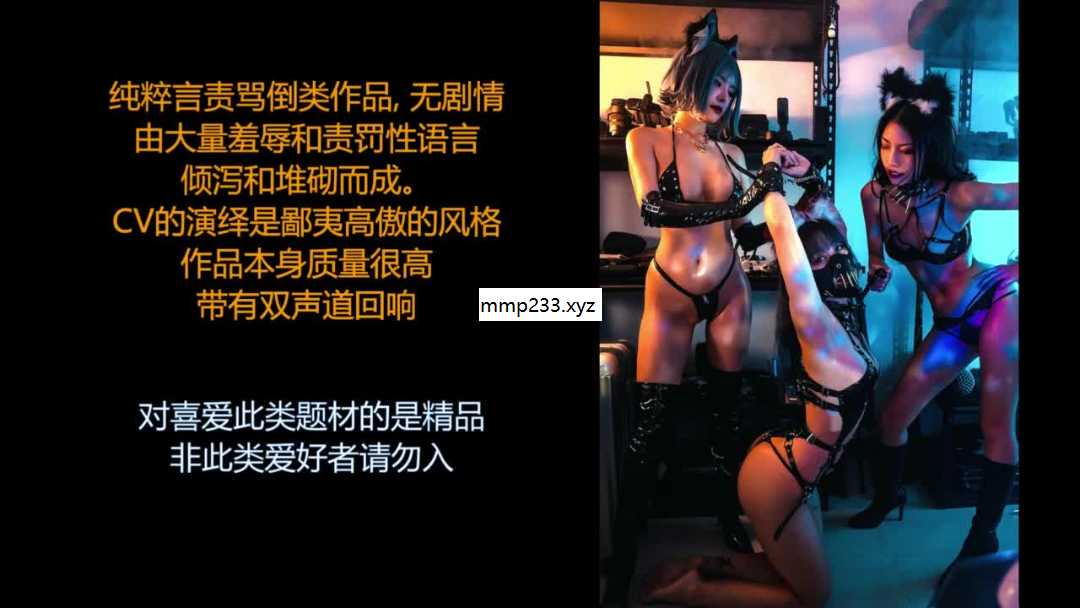 纯粹言责骂倒类作品, 无剧情
由大量羞辱和责罚性语言
倾泻和堆砌而成。
CV的演绎是鄙夷高傲的风格
作品本身质量很高
带有双声道回响
mmp233.xyz
对喜爱此类题材的是精品
非此类爱好者请勿入